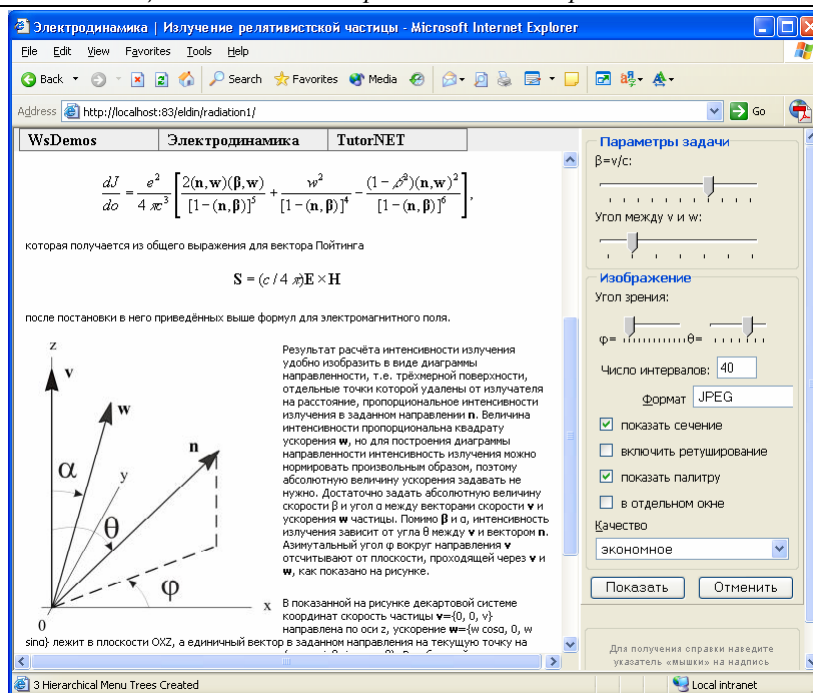 Электродинамика | Излучение релятивистской частицы - Microsoft Internet Explorer
File Edit View Favorites Tools Help
Back Search Favorites Media
Address http://localhost:83/eldin/radiation1/ Go
WsDemos Электродинамика TutorNET
dJ/do = e²/4πc³ [ 2(n,w)(β,w)/[1−(n,β)]⁵ + w²/[1−(n,β)]⁴ − (1−β²)(n,w)²/[1−(n,β)]⁶ ],
которая получается из общего выражения для вектора Пойтинга
S = (c / 4 π)E × H
после постановки в него приведённых выше формул для электромагнитного поля.
z
v
w
n
y
α
θ
φ
x
0
Результат расчёта интенсивности излучения
удобно изобразить в виде диаграммы
направленности, т.е. трёхмерной поверхности,
отдельные точки которой удалены от излучателя
на расстояние, пропорциональное интенсивности
излучения в заданном направлении n. Величина
интенсивности пропорциональна квадрату
ускорения w, но для построения диаграммы
направленности интенсивность излучения можно
нормировать произвольным образом, поэтому
абсолютную величину ускорения задавать не
нужно. Достаточно задать абсолютную величину
скорости β и угол α между векторами скорости v и
ускорения w частицы. Помимо β и α, интенсивность
излучения зависит от угла θ между v и вектором n.
Азимутальный угол φ вокруг направления v
отсчитывают от плоскости, проходящей через v и
w, как показано на рисунке.
В показанной на рисунке декартовой системе
координат скорость частицы v={0, 0, v}
направлена по оси z, ускорение w={w cosα, 0, w
sinα} лежит в плоскости OXZ, а единичный вектор в заданном направления на текущую точку на
Параметры задачи
β=v/c:
Угол между v и w:
Изображение
Угол зрения:
φ= θ=
Число интервалов: 40
Формат JPEG
показать сечение
включить ретуширование
показать палитру
в отдельном окне
Качество
экономное
Показать Отменить
Для получения справки наведите
указатель «мышки» на надпись
3 Hierarchical Menu Trees Created Local intranet